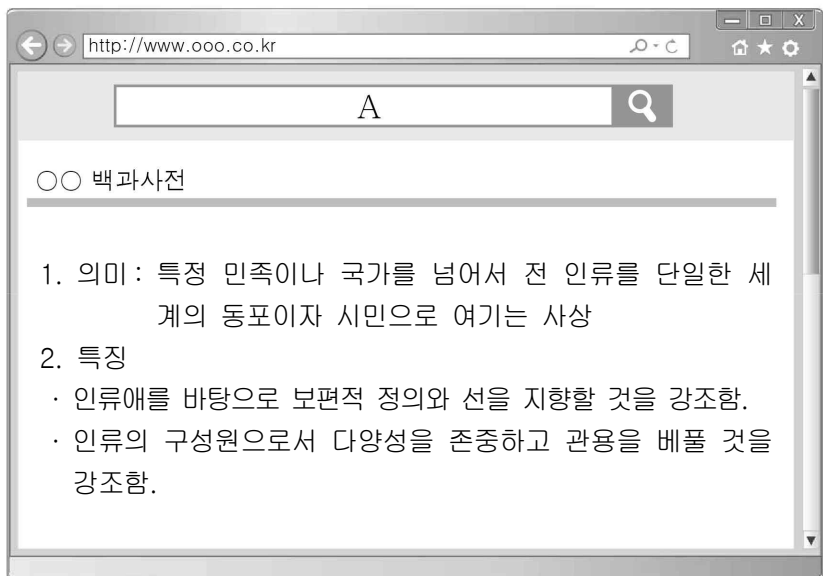 http://www.ooo.co.kr
A
○○ 백과사전
1. 의미 : 특정 민족이나 국가를 넘어서 전 인류를 단일한 세
계의 동포이자 시민으로 여기는 사상
2. 특징
· 인류애를 바탕으로 보편적 정의와 선을 지향할 것을 강조함.
· 인류의 구성원으로서 다양성을 존중하고 관용을 베풀 것을
강조함.